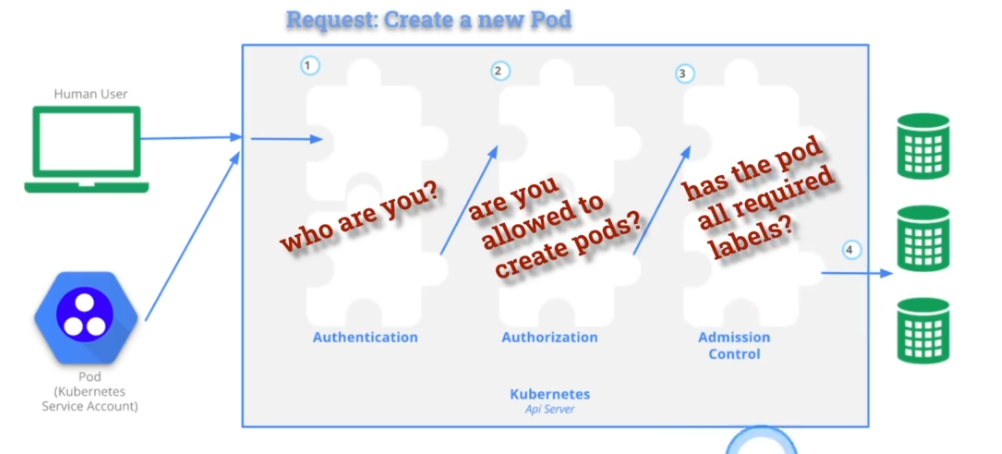 Request: Create a new Pod
Human User
1
2
3
who are you?
are you
allowed to
create pods?
has the pod
all required
labels?
4
Authentication
Authorization
Admission
Control
Pod
(Kubernetes
Service Account)
Kubernetes
Api Server